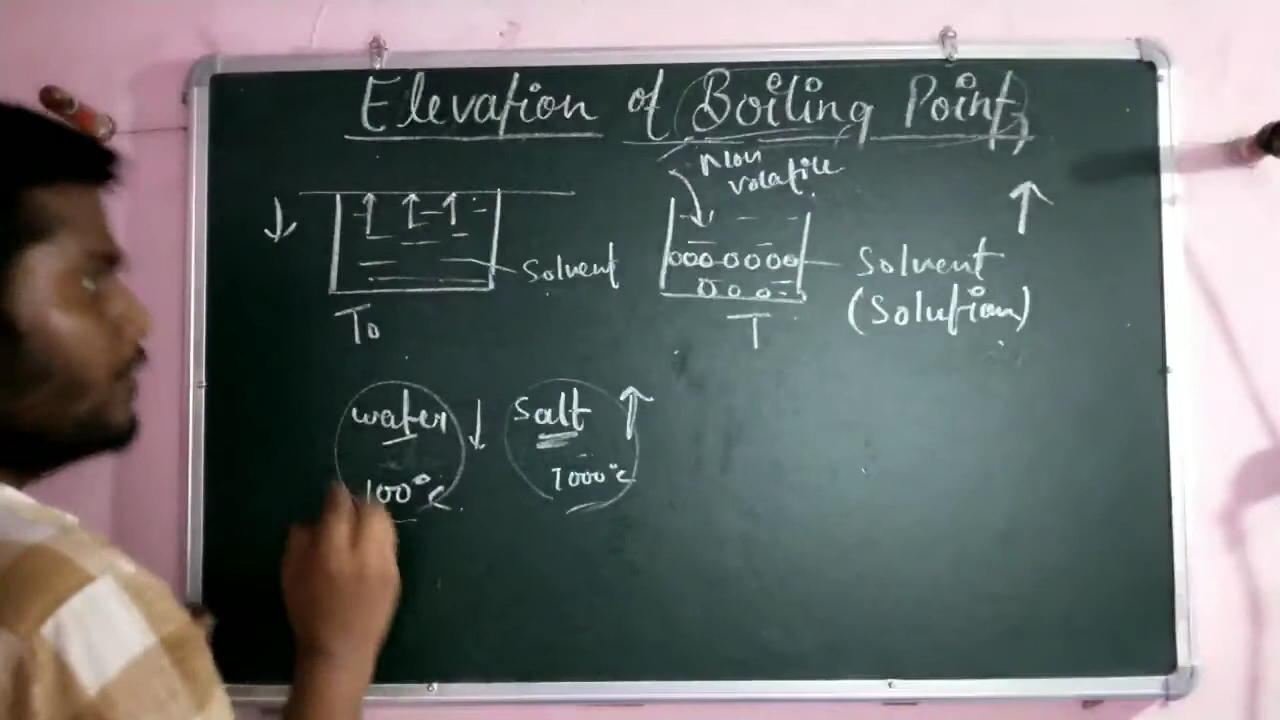 Elevation of Boiling Point
Non
volatile
Solvent
Solvent
(Solution)
To
T
water
Salt
100°C
1000°C